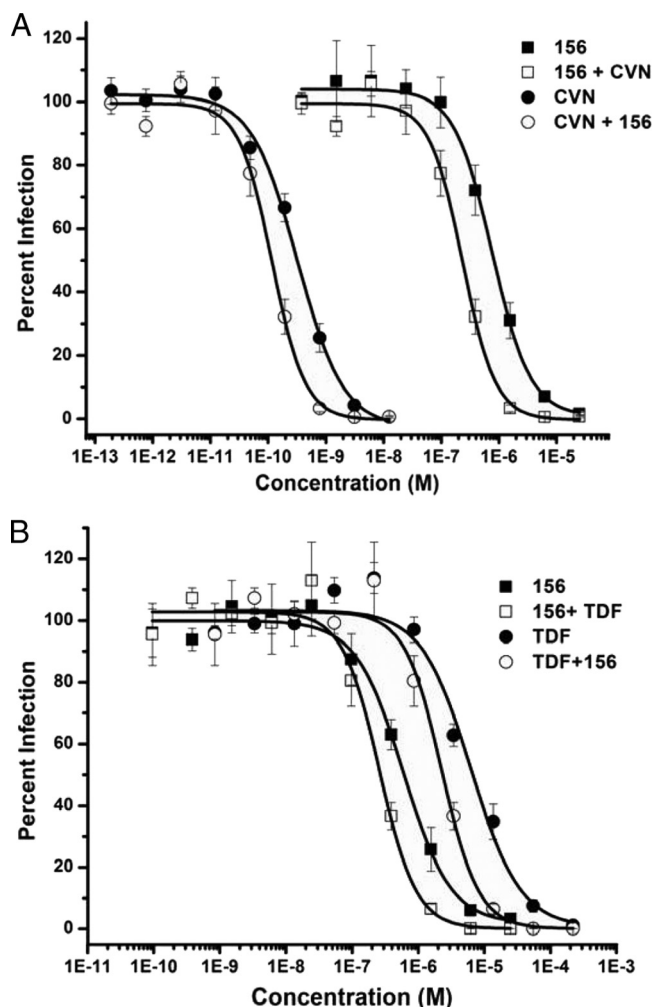 A
120
100
80
60
40
20
0
Percent Infection
156
156 + CVN
CVN
CVN + 156
1E-13 1E-12 1E-11 1E-10 1E-9 1E-8 1E-7 1E-6 1E-5
Concentration (M)
B
120
100
80
60
40
20
0
Percent Infection
156
156+ TDF
TDF
TDF+156
1E-11 1E-10 1E-9 1E-8 1E-7 1E-6 1E-5 1E-4 1E-3
Concentration (M)